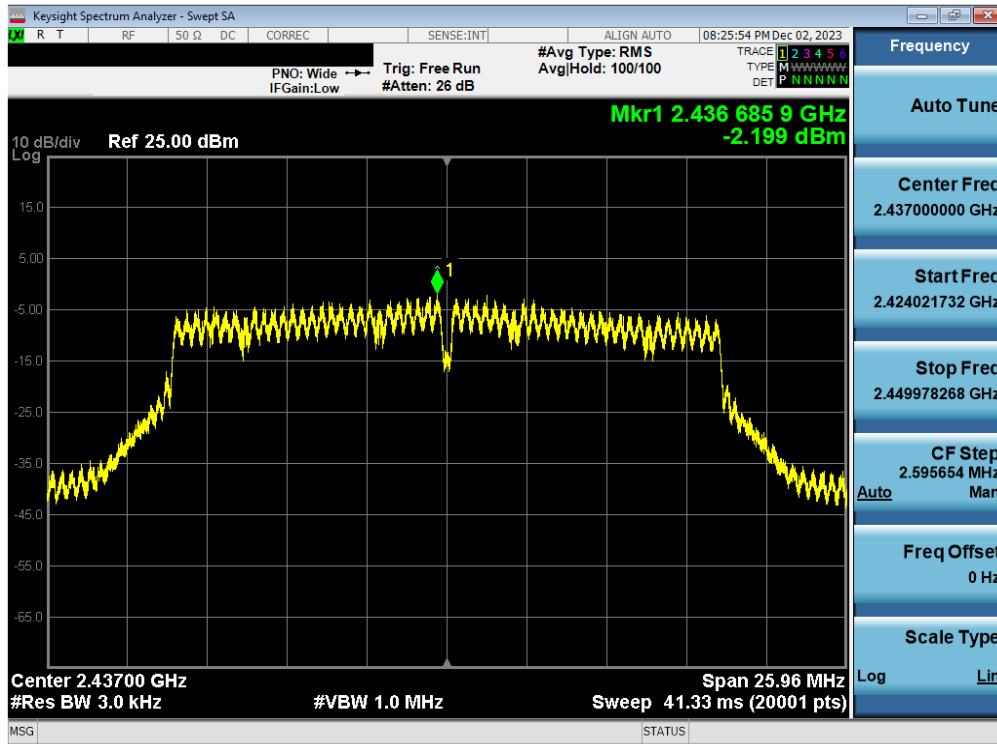 Keysight Spectrum Analyzer - Swept SA
LXI R T RF 50 Ω DC CORREC SENSE:INT ALIGN AUTO 08:25:54 PM Dec 02, 2023
PNO: Wide Trig: Free Run #Avg Type: RMS TRACE 1 2 3 4 5 6
IFGain:Low #Atten: 26 dB Avg|Hold: 100/100 TYPE M WWWWW
DET P N N N N N
Mkr1 2.436 685 9 GHz
-2.199 dBm
10 dB/div Ref 25.00 dBm
Log
15.0
5.00
1
-5.00
-15.0
-25.0
-35.0
-45.0
-55.0
-65.0
Center 2.43700 GHz Span 25.96 MHz
#Res BW 3.0 kHz #VBW 1.0 MHz Sweep 41.33 ms (20001 pts)
MSG STATUS
Frequency
Auto Tune
Center Freq
2.437000000 GHz
Start Freq
2.424021732 GHz
Stop Freq
2.449978268 GHz
CF Step
2.595654 MHz
Auto Man
Freq Offset
0 Hz
Scale Type
Log Lin